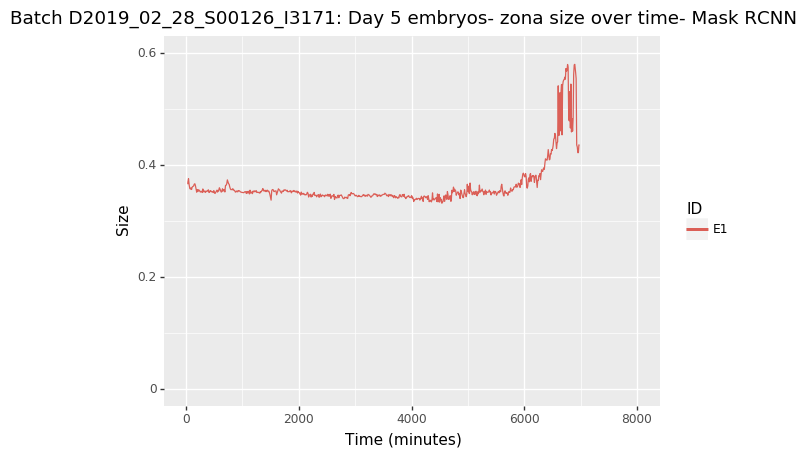 Batch D2019_02_28_S00126_I3171: Day 5 embryos- zona size over time- Mask RCNN
0.6
0.4
0.2
0
Size
0 2000 4000 6000 8000
Time (minutes)
ID
E1